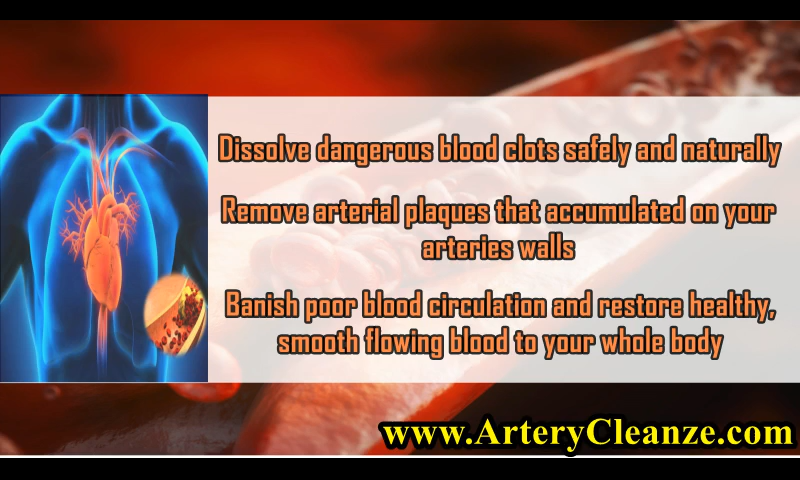 Dissolve dangerous blood clots safely and naturally
Remove arterial plaques that accumulated on your
arteries walls
Banish poor blood circulation and restore healthy,
smooth flowing blood to your whole body
www.ArteryCleanze.com